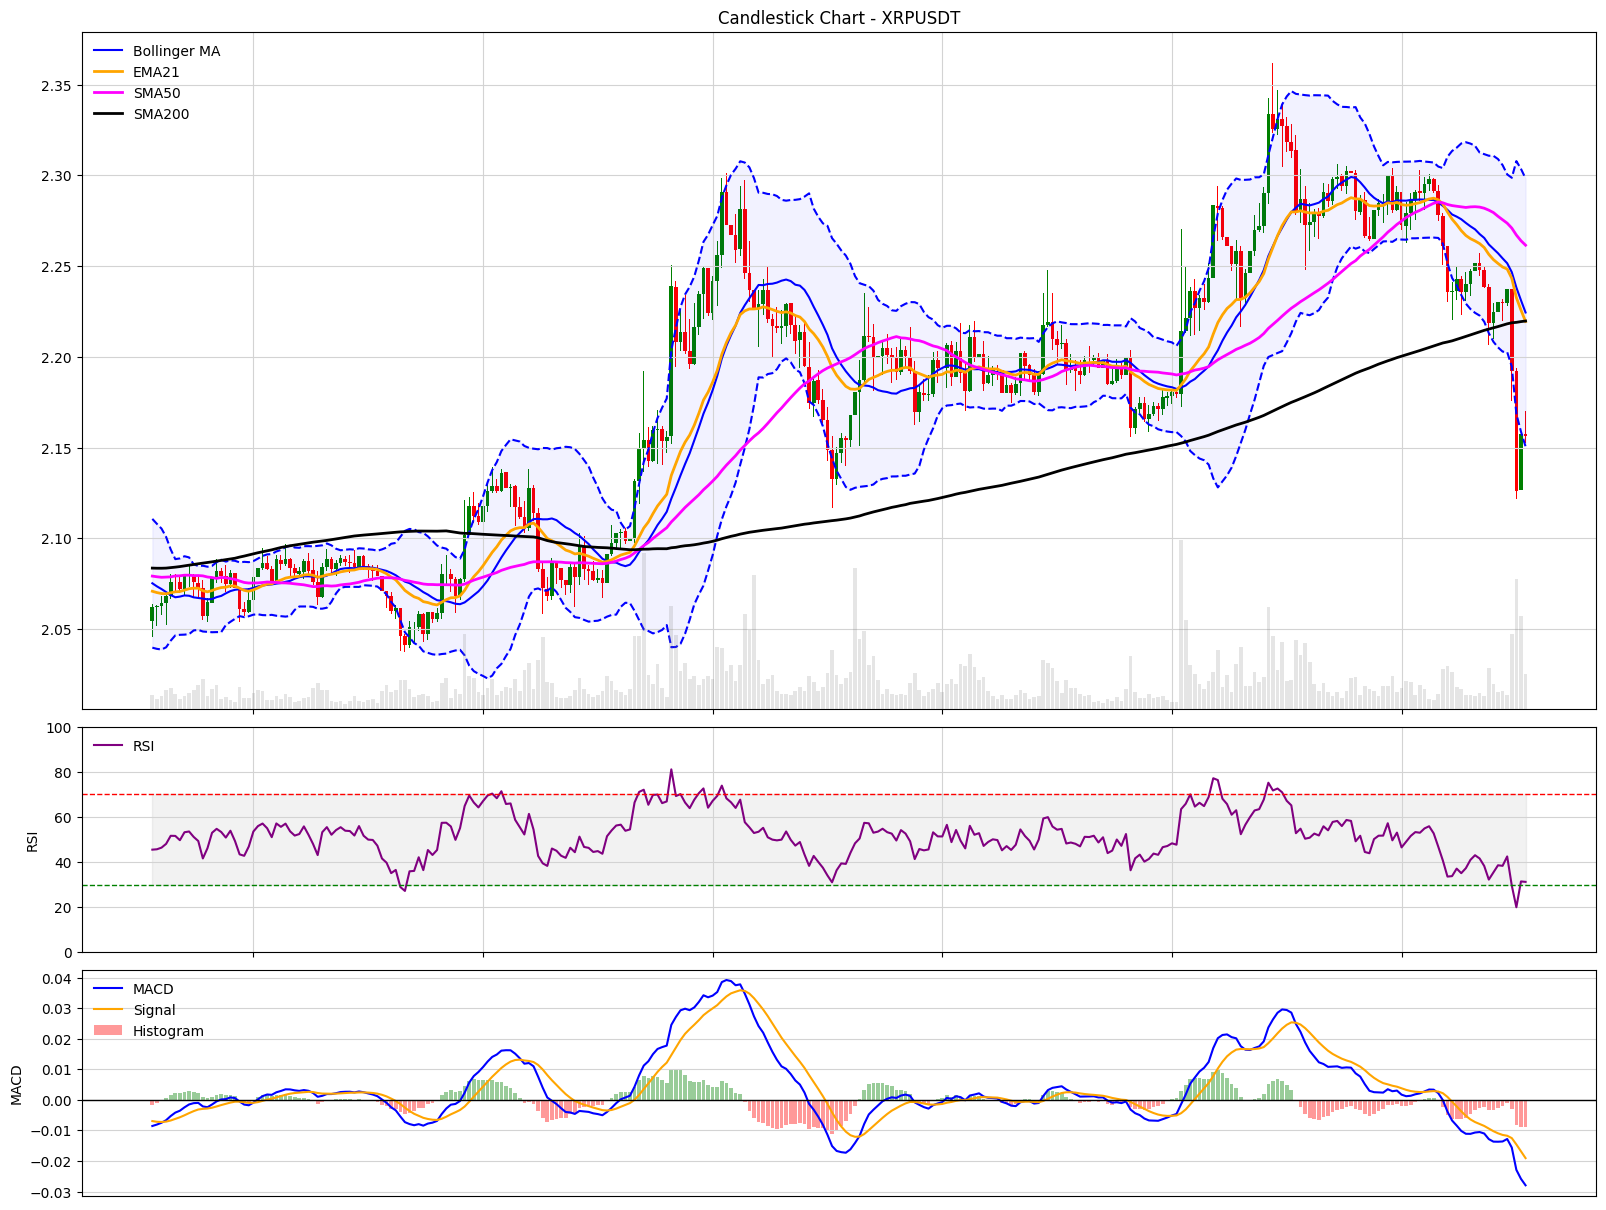 Candlestick Chart - XRPUSDT
Bollinger MA
EMA21
SMA50
SMA200
2.35
2.30
2.25
2.20
2.15
2.10
2.05
RSI
RSI
100
80
60
40
20
0
MACD
Signal
Histogram
MACD
0.04
0.03
0.02
0.01
0.00
−0.01
−0.02
−0.03